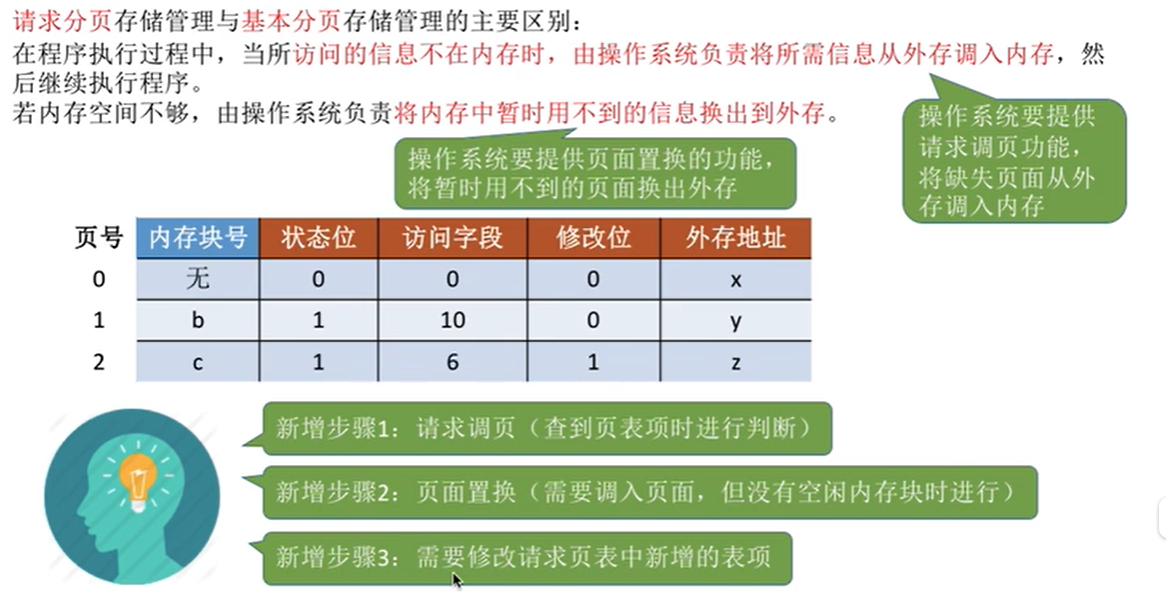 请求分页存储管理与基本分页存储管理的主要区别：
在程序执行过程中，当所访问的信息不在内存时，由操作系统负责将所需信息从外存调入内存，然
后继续执行程序。
若内存空间不够，由操作系统负责将内存中暂时用不到的信息换出到外存。
操作系统要提供
请求调页功能，
将缺失页面从外
存调入内存
操作系统要提供页面置换的功能，
将暂时用不到的页面换出外存
页号 内存块号 状态位 访问字段 修改位 外存地址
0 无 0 0 0 x
1 b 1 10 0 y
2 c 1 6 1 z
新增步骤1：请求调页（查到页表项时进行判断）
新增步骤2：页面置换（需要调入页面，但没有空闲内存块时进行）
新增步骤3：需要修改请求页表中新增的表项